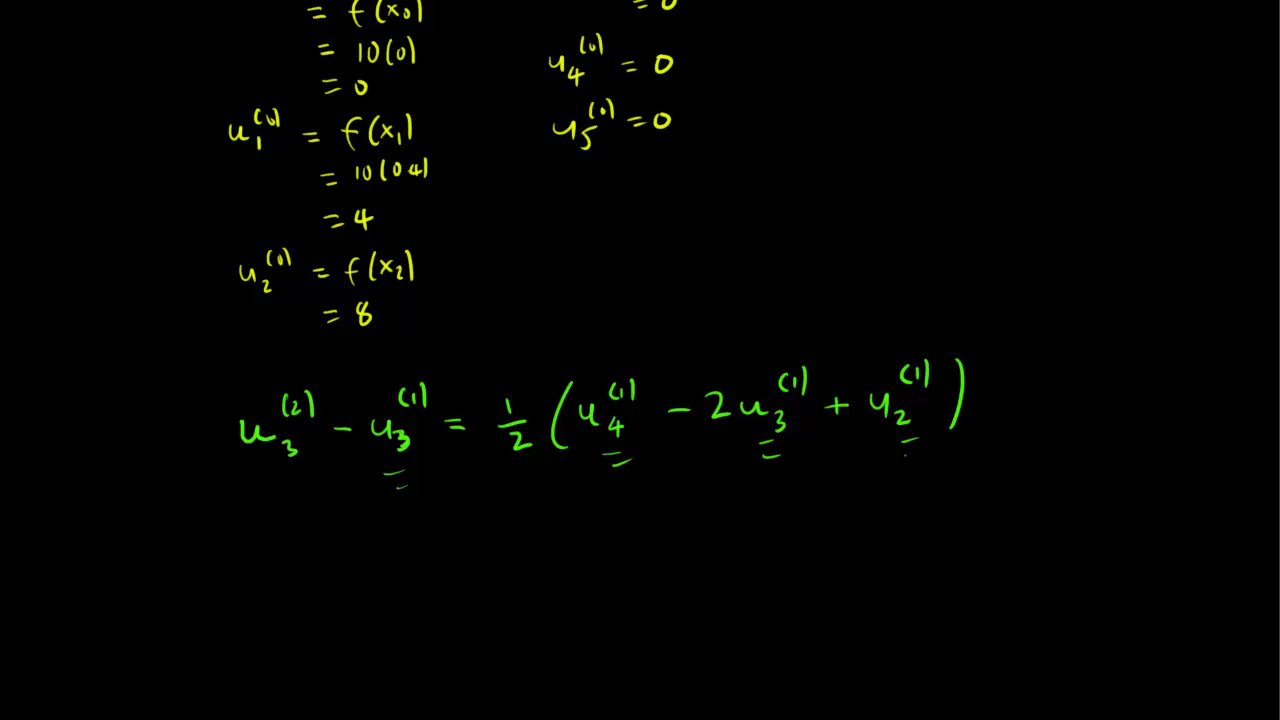 = f(x₀)
= 10(0)
= 0
u₁⁽⁰⁾ = f(x₁)
= 10(0.4)
= 4
u₂⁽⁰⁾ = f(x₂)
= 8
= 0
u₄⁽⁰⁾ = 0
u₅⁽⁰⁾ = 0
u₃⁽²⁾ - u₃⁽¹⁾ = 1/2 (u₄⁽¹⁾ - 2u₃⁽¹⁾ + u₂⁽¹⁾)